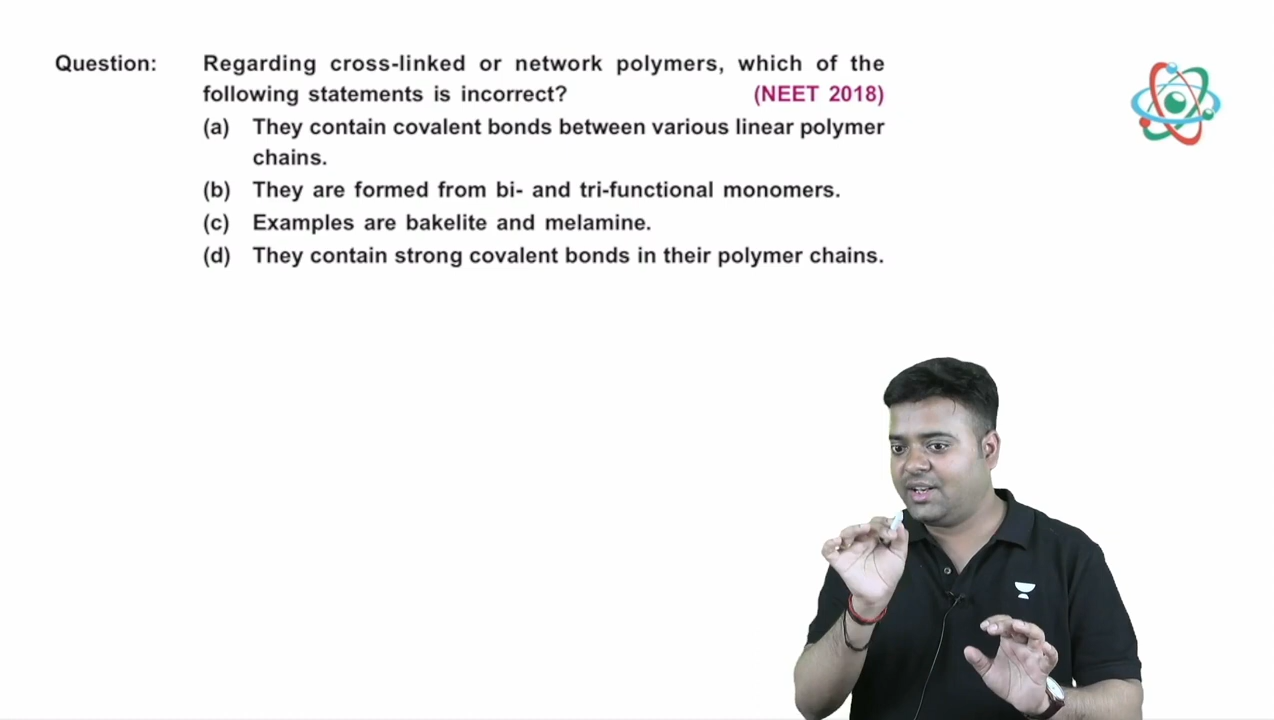 Question: Regarding cross-linked or network polymers, which of the
following statements is incorrect? (NEET 2018)
(a) They contain covalent bonds between various linear polymer
chains.
(b) They are formed from bi- and tri-functional monomers.
(c) Examples are bakelite and melamine.
(d) They contain strong covalent bonds in their polymer chains.